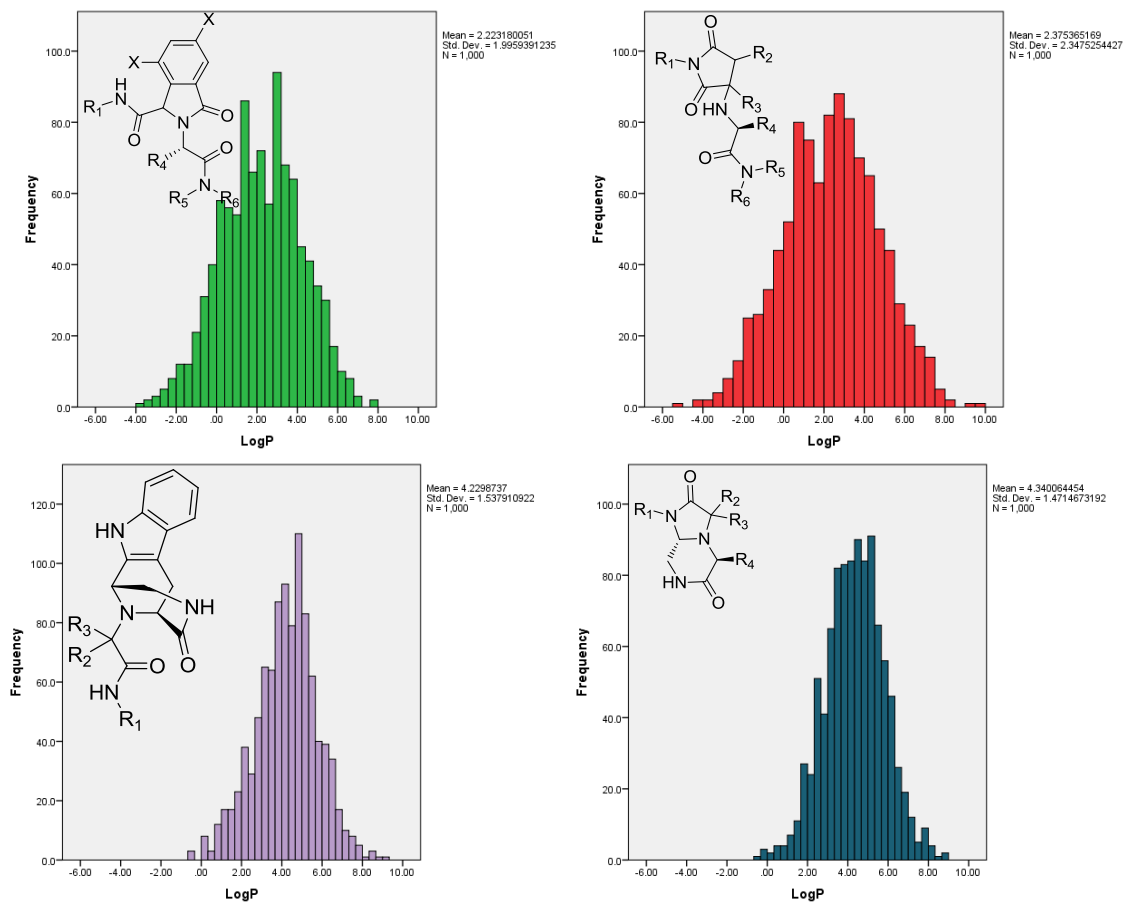 Mean = 2.223180051
Std. Dev. = 1.9959391235
N = 1,000
X
X
H
N
R1
O
N
O
R4
O
N
R5
R6
100.0
80.0
60.0
40.0
20.0
0.0
Frequency
-6.00 -4.00 -2.00 .00 2.00 4.00 6.00 8.00 10.00
LogP
Mean = 2.375365169
Std. Dev. = 2.3475254427
N = 1,000
O
R1
N
R2
O
R3
HN
R4
O
N
R5
R6
100.0
80.0
60.0
40.0
20.0
0.0
Frequency
-6.00 -4.00 -2.00 .00 2.00 4.00 6.00 8.00 10.00
LogP
Mean = 4.2298737
Std. Dev. = 1.537910922
N = 1,000
HN
N
NH
R3
R2
O
O
HN
R1
120.0
100.0
80.0
60.0
40.0
20.0
0.0
Frequency
-6.00 -4.00 -2.00 .00 2.00 4.00 6.00 8.00 10.00
LogP
Mean = 4.340064454
Std. Dev. = 1.4714673192
N = 1,000
O
R1
N
R2
R3
N
R4
HN
O
100.0
80.0
60.0
40.0
20.0
0.0
Frequency
-6.00 -4.00 -2.00 .00 2.00 4.00 6.00 8.00 10.00
LogP